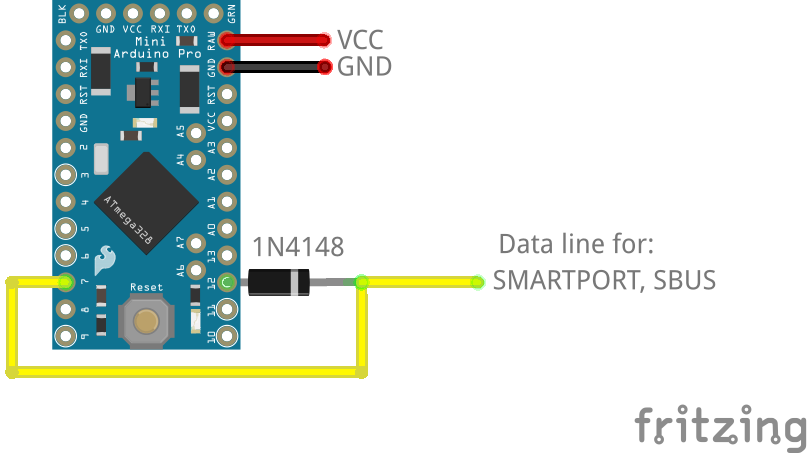 BLK GND VCC RXI TXO GRN
Mini
Arduino Pro
TXO
RXI
RST
GND
2
3
4
5
6
7
8
9
RAW
GND
RST
VCC
A3
A2
A1
A0
13
12
11
10
A5
A4
A7
A6
ATmega328
Reset
VCC
GND
1N4148
Data line for:
SMARTPORT, SBUS
fritzing